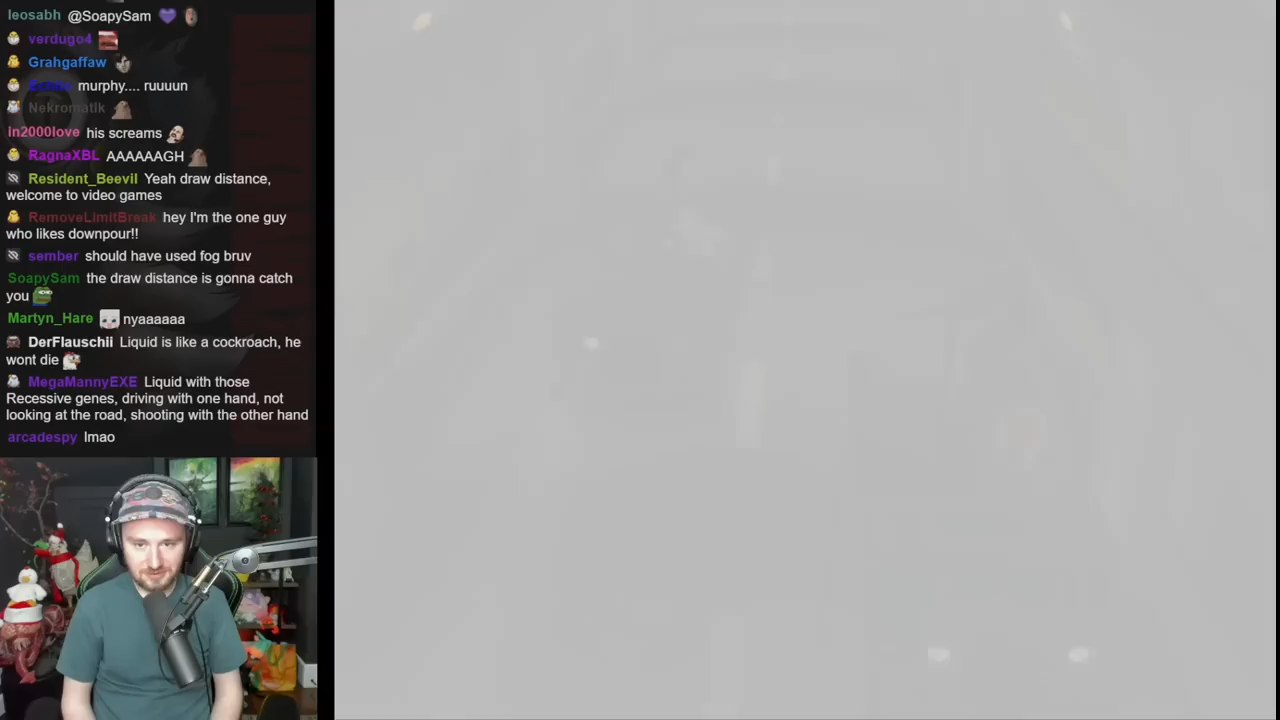 leosabh @SoapySam
verdugo4
Grahgaffaw
murphy.... ruuuun
Nekromatlk
in2000love his screams
RagnaXBL AAAAAAGH
Resident_Beevil Yeah draw distance,
welcome to video games
RemoveLimitBreak hey I'm the one guy
who likes downpour!!
sember should have used fog bruv
SoapySam the draw distance is gonna catch
you
Martyn_Hare nyaaaaaa
DerFlauschii Liquid is like a cockroach, he
wont die
MegaMannyEXE Liquid with those
Recessive genes, driving with one hand, not
looking at the road, shooting with the other hand
arcadespy lmao